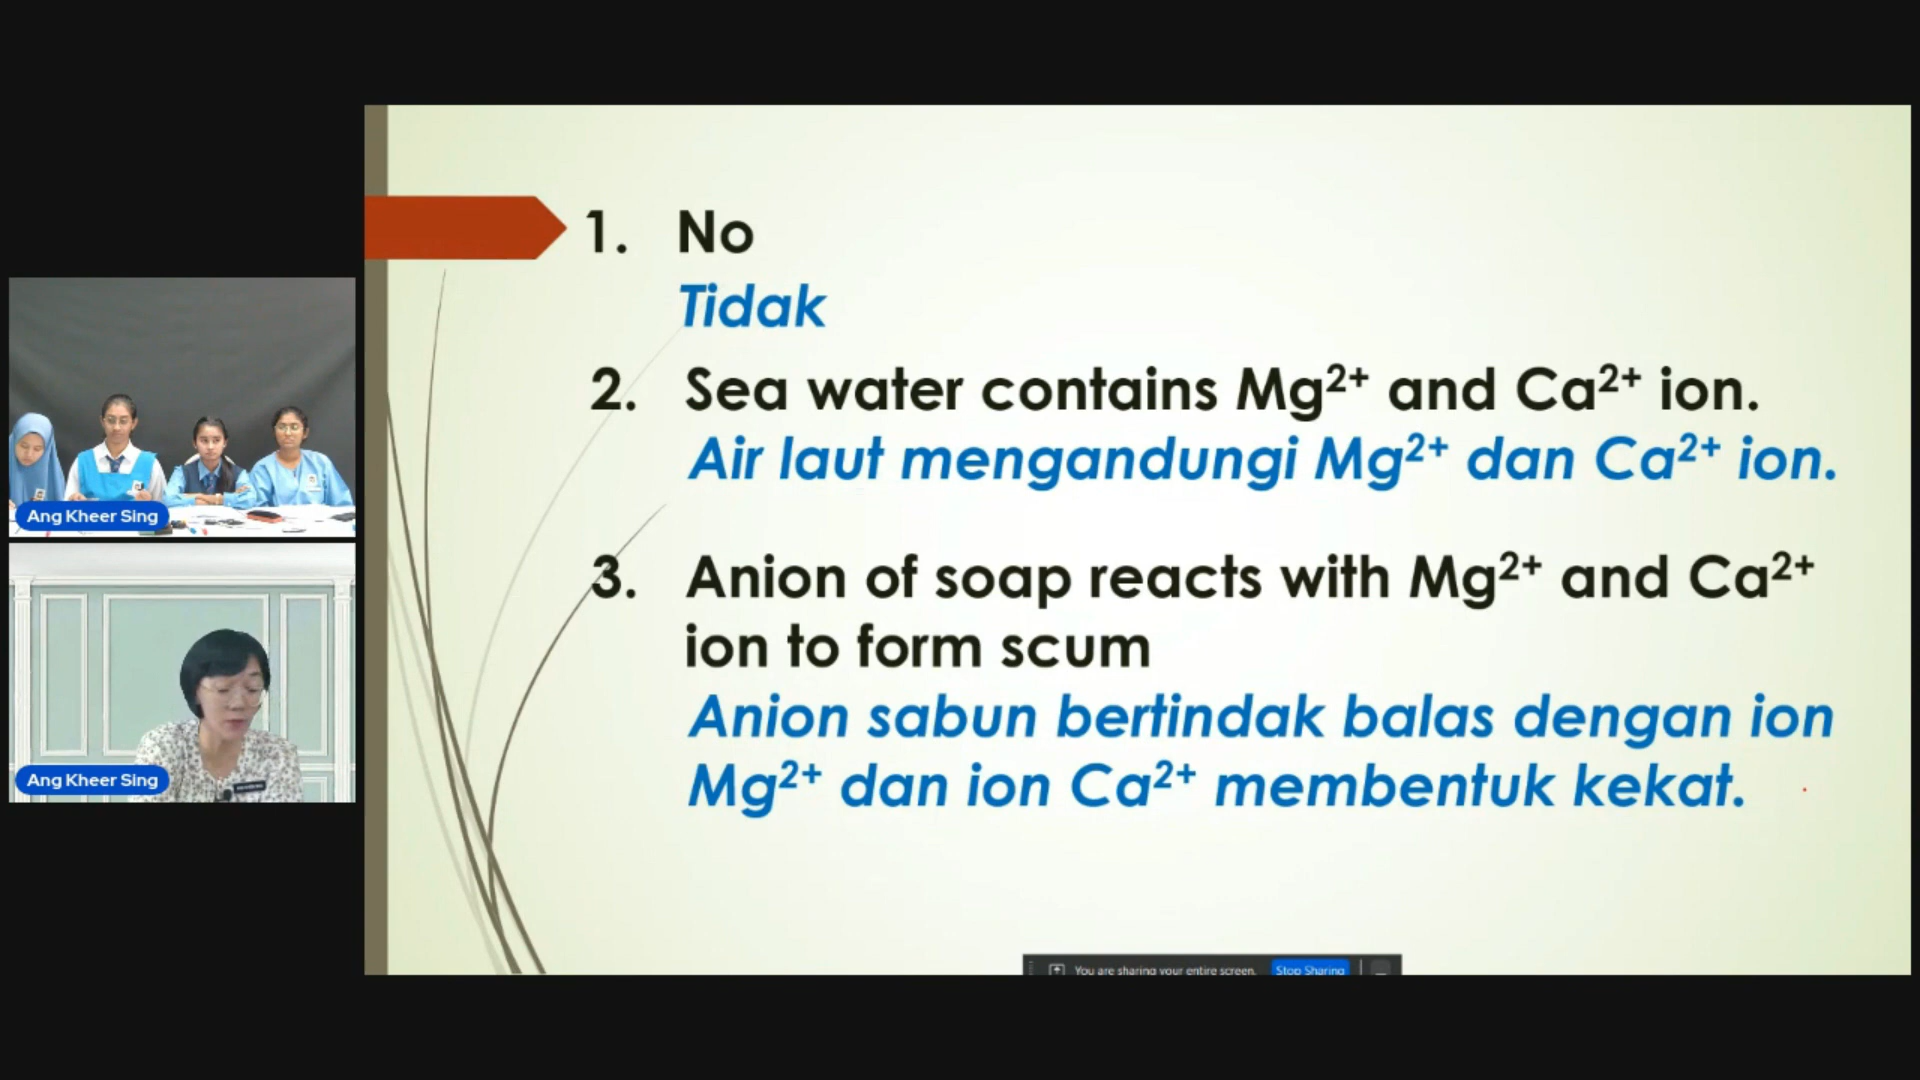 1. No
Tidak
2. Sea water contains Mg²⁺ and Ca²⁺ ion.
Air laut mengandungi Mg²⁺ dan Ca²⁺ ion.
3. Anion of soap reacts with Mg²⁺ and Ca²⁺
ion to form scum
Anion sabun bertindak balas dengan ion
Mg²⁺ dan ion Ca²⁺ membentuk kekat.
Ang Kheer Sing
Ang Kheer Sing
You are sharing your entire screen. Stop Sharing